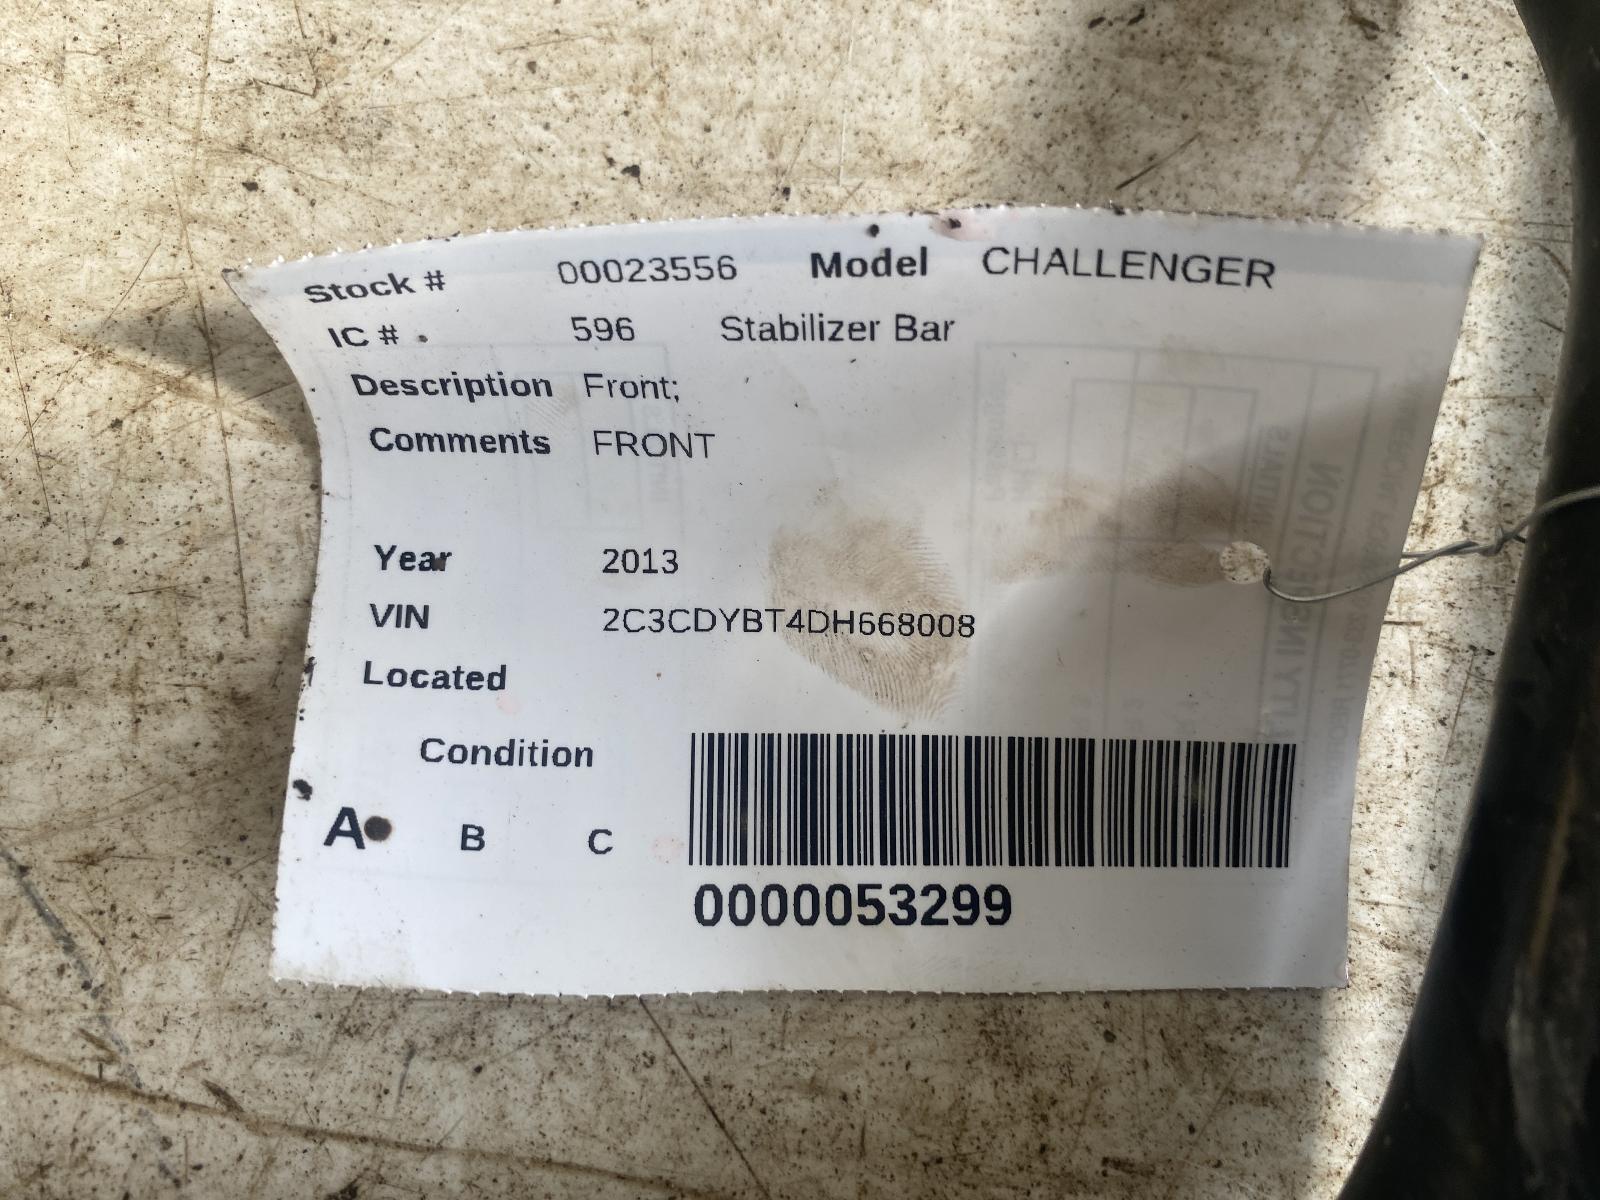 Stock # 00023556 Model CHALLENGER
IC # 596 Stabilizer Bar
Description Front;
Comments FRONT
Year 2013
VIN 2C3CDYBT4DH668008
Located
Condition
A B C
0000053299